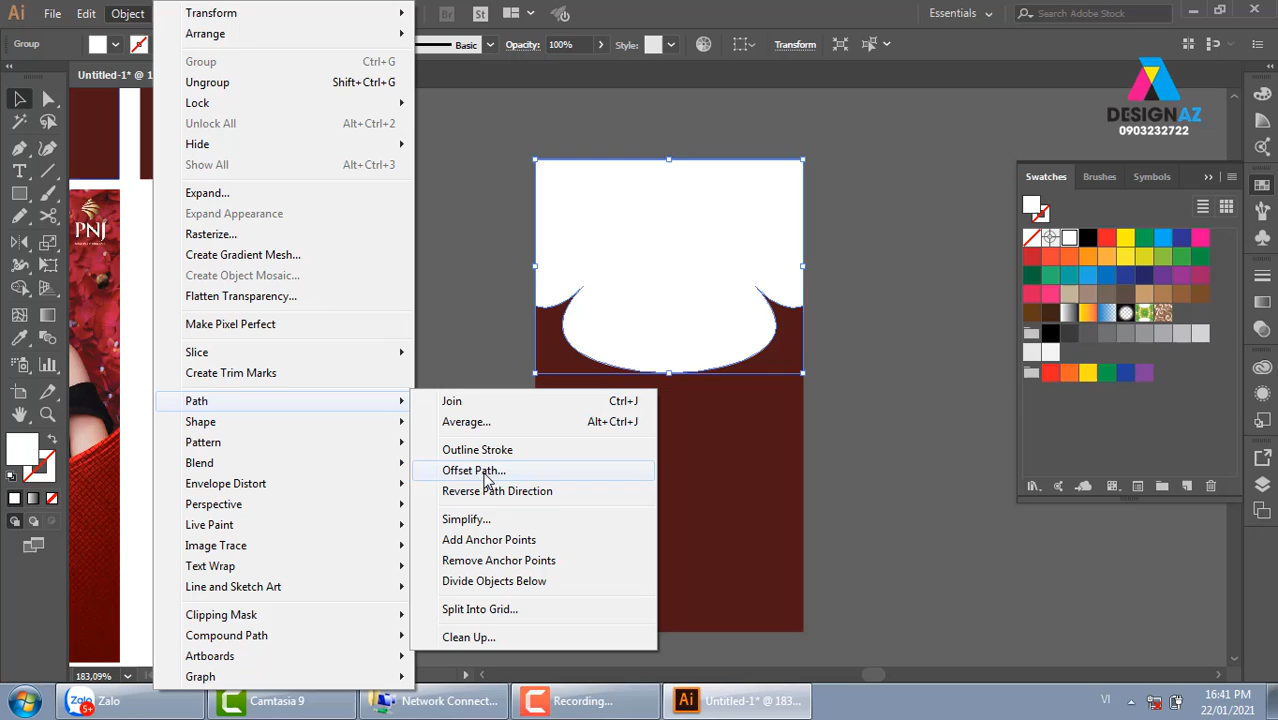 Ai File Edit Object Br St Essentials Search Adobe Stock
Group Basic Opacity: 100% Style: Transform
Untitled-1* @ 1
Transform
Arrange
Group Ctrl+G
Ungroup Shift+Ctrl+G
Lock
Unlock All Alt+Ctrl+2
Hide
Show All Alt+Ctrl+3
Expand...
Expand Appearance
Rasterize...
Create Gradient Mesh...
Create Object Mosaic...
Flatten Transparency...
Make Pixel Perfect
Slice
Create Trim Marks
Path
Shape
Pattern
Blend
Envelope Distort
Perspective
Live Paint
Image Trace
Text Wrap
Line and Sketch Art
Clipping Mask
Compound Path
Artboards
Graph
Join Ctrl+J
Average... Alt+Ctrl+J
Outline Stroke
Offset Path...
Reverse Path Direction
Simplify...
Add Anchor Points
Remove Anchor Points
Divide Objects Below
Split Into Grid...
Clean Up...
PNJ
DESIGNAZ
0903232722
Swatches Brushes Symbols
183,09%
Zalo 5+ Zalo
Camtasia 9
Network Connect...
Recording...
Ai Untitled-1* @ 183...
VI
16:41 PM
22/01/2021